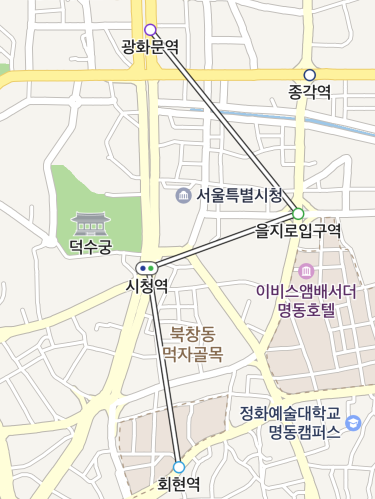 광화문역
종각역
서울특별시청
을지로입구역
덕수궁
시청역
이비스앰배서더
명동호텔
북창동
먹자골목
정화예술대학교
명동캠퍼스
회현역